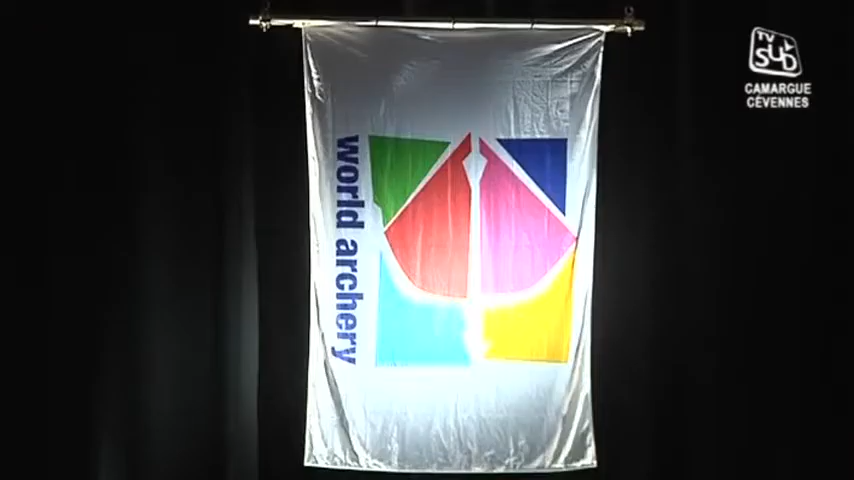 world archery
TV
SUD
CAMARGUE
CÉVENNES